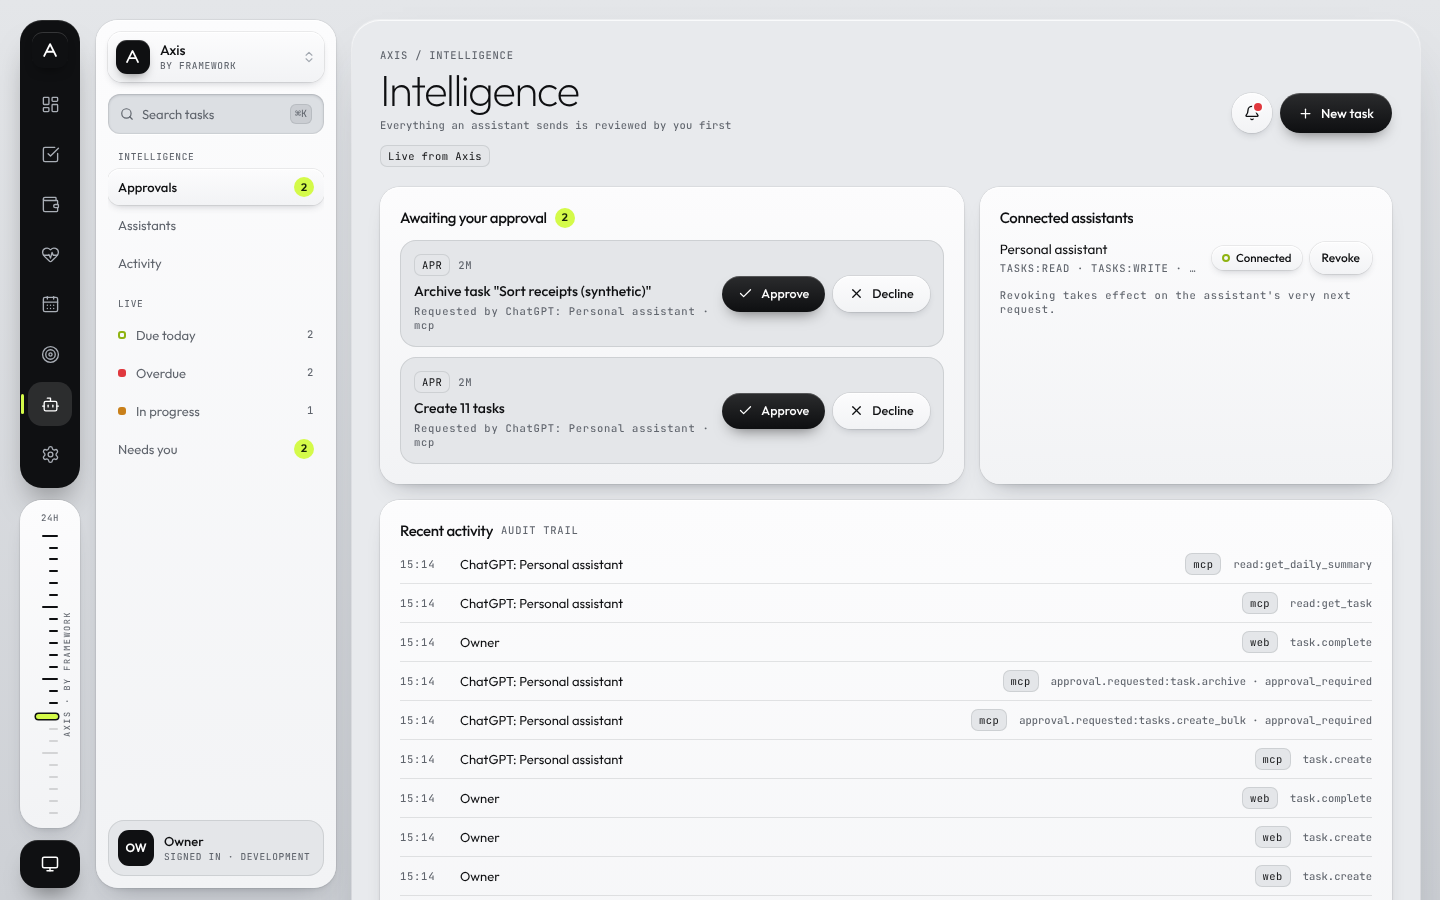 A
A
Axis
BY FRAMEWORK
Search tasks
⌘K
INTELLIGENCE
Approvals 2
Assistants
Activity
LIVE
Due today 2
Overdue 2
In progress 1
Needs you 2
24H
AXIS · BY FRAMEWORK
OW
Owner
SIGNED IN · DEVELOPMENT
AXIS / INTELLIGENCE
Intelligence
Everything an assistant sends is reviewed by you first
Live from Axis
New task
Awaiting your approval 2
APR 2M
Archive task "Sort receipts (synthetic)"
Requested by ChatGPT: Personal assistant ·
mcp
Approve
Decline
APR 2M
Create 11 tasks
Requested by ChatGPT: Personal assistant ·
mcp
Approve
Decline
Connected assistants
Personal assistant
TASKS:READ · TASKS:WRITE · …
Connected
Revoke
Revoking takes effect on the assistant's very next
request.
Recent activity AUDIT TRAIL
15:14 ChatGPT: Personal assistant mcp read:get_daily_summary
15:14 ChatGPT: Personal assistant mcp read:get_task
15:14 Owner web task.complete
15:14 ChatGPT: Personal assistant mcp approval.requested:task.archive · approval_required
15:14 ChatGPT: Personal assistant mcp approval.requested:tasks.create_bulk · approval_required
15:14 ChatGPT: Personal assistant mcp task.create
15:14 Owner web task.complete
15:14 Owner web task.create
15:14 Owner web task.create